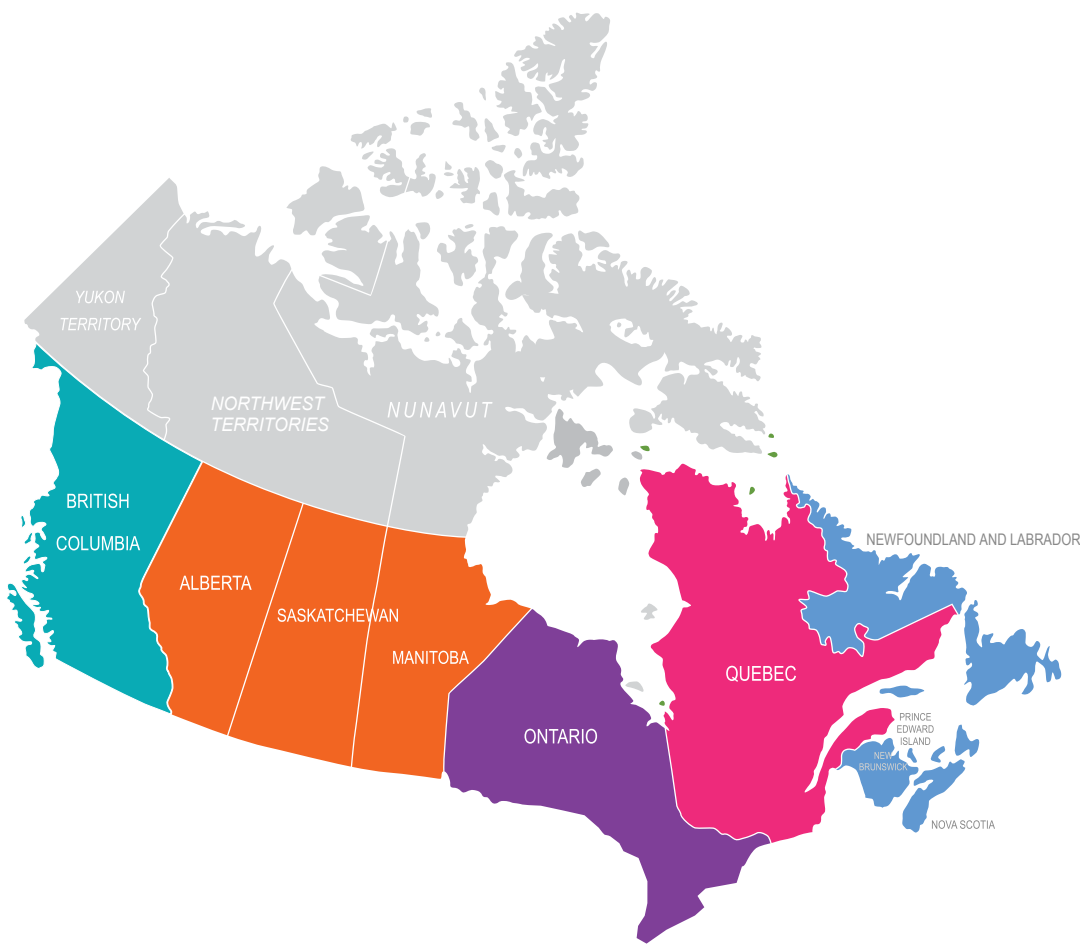 YUKON
TERRITORY
NORTHWEST
TERRITORIES
NUNAVUT
BRITISH
COLUMBIA
NEWFOUNDLAND AND LABRADOR
ALBERTA
SASKATCHEWAN
MANITOBA
QUEBEC
ONTARIO
PRINCE
EDWARD
ISLAND
NEW
BRUNSWICK
NOVA SCOTIA